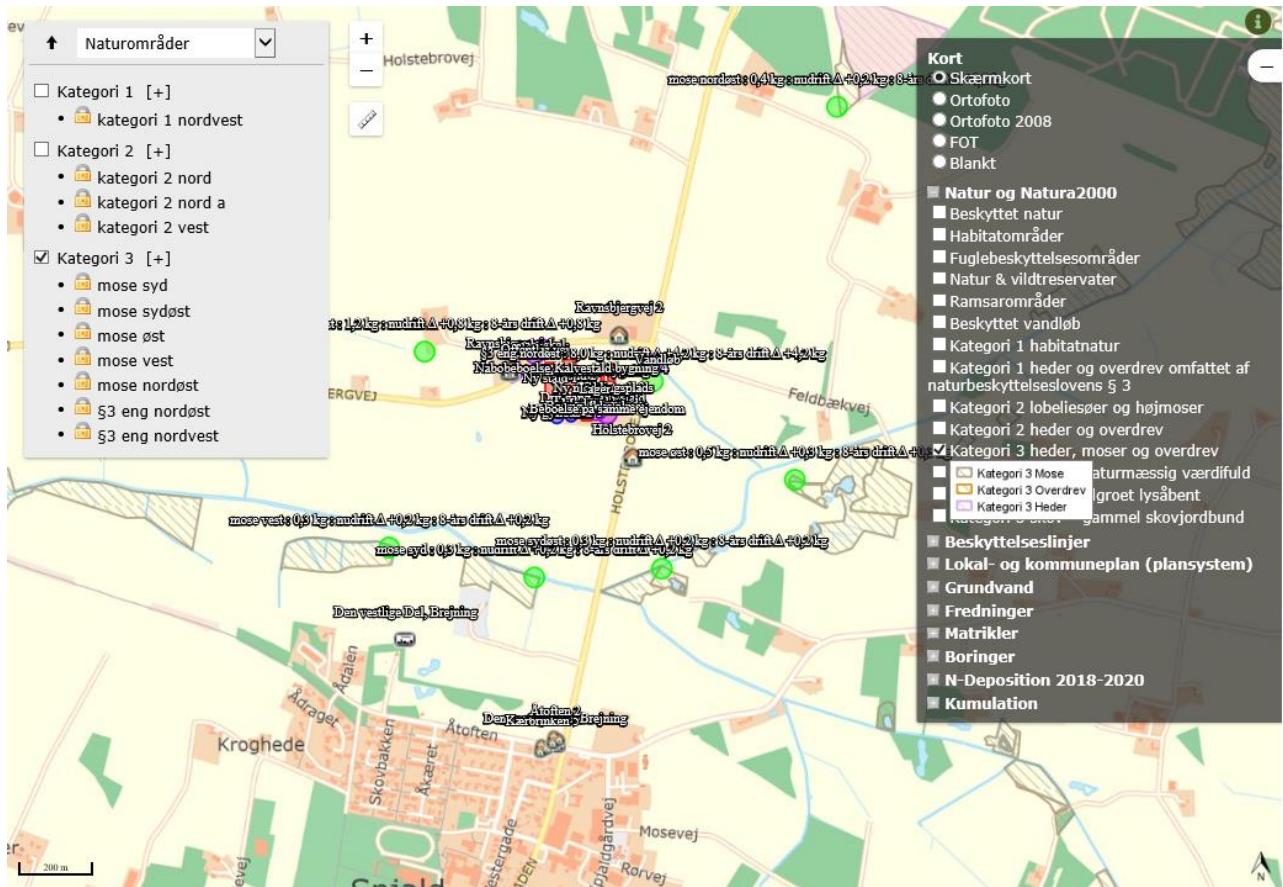 Naturområder
Kategori 1 [+]
kategori 1 nordvest
Kategori 2 [+]
kategori 2 nord
kategori 2 nord a
kategori 2 vest
Kategori 3 [+]
mose syd
mose sydøst
mose øst
mose vest
mose nordøst
§3 eng nordøst
§3 eng nordvest
+
−
Holstebrovej
mose nordøst : 0,4 kg : nudrift Δ +0,2 kg : 8-års
Ravnsbjergvej 2
1,2 kg : nudrift Δ +0,8 kg : 8-års drift Δ +0,8 kg
§3 eng nordøst : 8,0 kg : nudrift Δ +4,2 kg : 8-års drift Δ +4,2 kg
Vandløb
Nabobeboelse Kalvestald bygning 4
Beboelse på samme ejendom
Holstebrovej 2
ERGVEJ
Feldbækvej
mose øst : 0,5 kg : nudrift Δ +0,3 kg : 8-års drift Δ
HOLST
mose vest : 0,3 kg : nudrift Δ +0,2 kg : 8-års drift Δ +0,2 kg
mose sydøst : 0,3 kg : nudrift Δ +0,2 kg : 8-års drift Δ +0,2 kg
mose syd : 0,3 kg : nudrift Δ +0,2 kg : 8-års drift Δ +0,2 kg
Den vestlige Del, Brejning
Ådalen
Ådraget
Åtoften 2
Kærbrinken
Brejning
Åtoften
Kroghede
Skovbakken
Åkæret
Mosevej
Rørvej
Spjald
Kort
Skærmkort
Ortofoto
Ortofoto 2008
FOT
Blankt
Natur og Natura2000
Beskyttet natur
Habitatområder
Fuglebeskyttelsesområder
Natur & vildtreservater
Ramsarområder
Beskyttet vandløb
Kategori 1 habitatnatur
Kategori 1 heder og overdrev omfattet af
naturbeskyttelseslovens § 3
Kategori 2 lobeliesøer og højmoser
Kategori 2 heder og overdrev
Kategori 3 heder, moser og overdrev
Kategori 3 Mose
Kategori 3 Overdrev
Kategori 3 Heder
aturmæssig værdifuld
lgroet lysåbent
gammel skovjordbund
Beskyttelseslinjer
Lokal- og kommuneplan (plansystem)
Grundvand
Fredninger
Matrikler
Boringer
N-Deposition 2018-2020
Kumulation
200 m
N